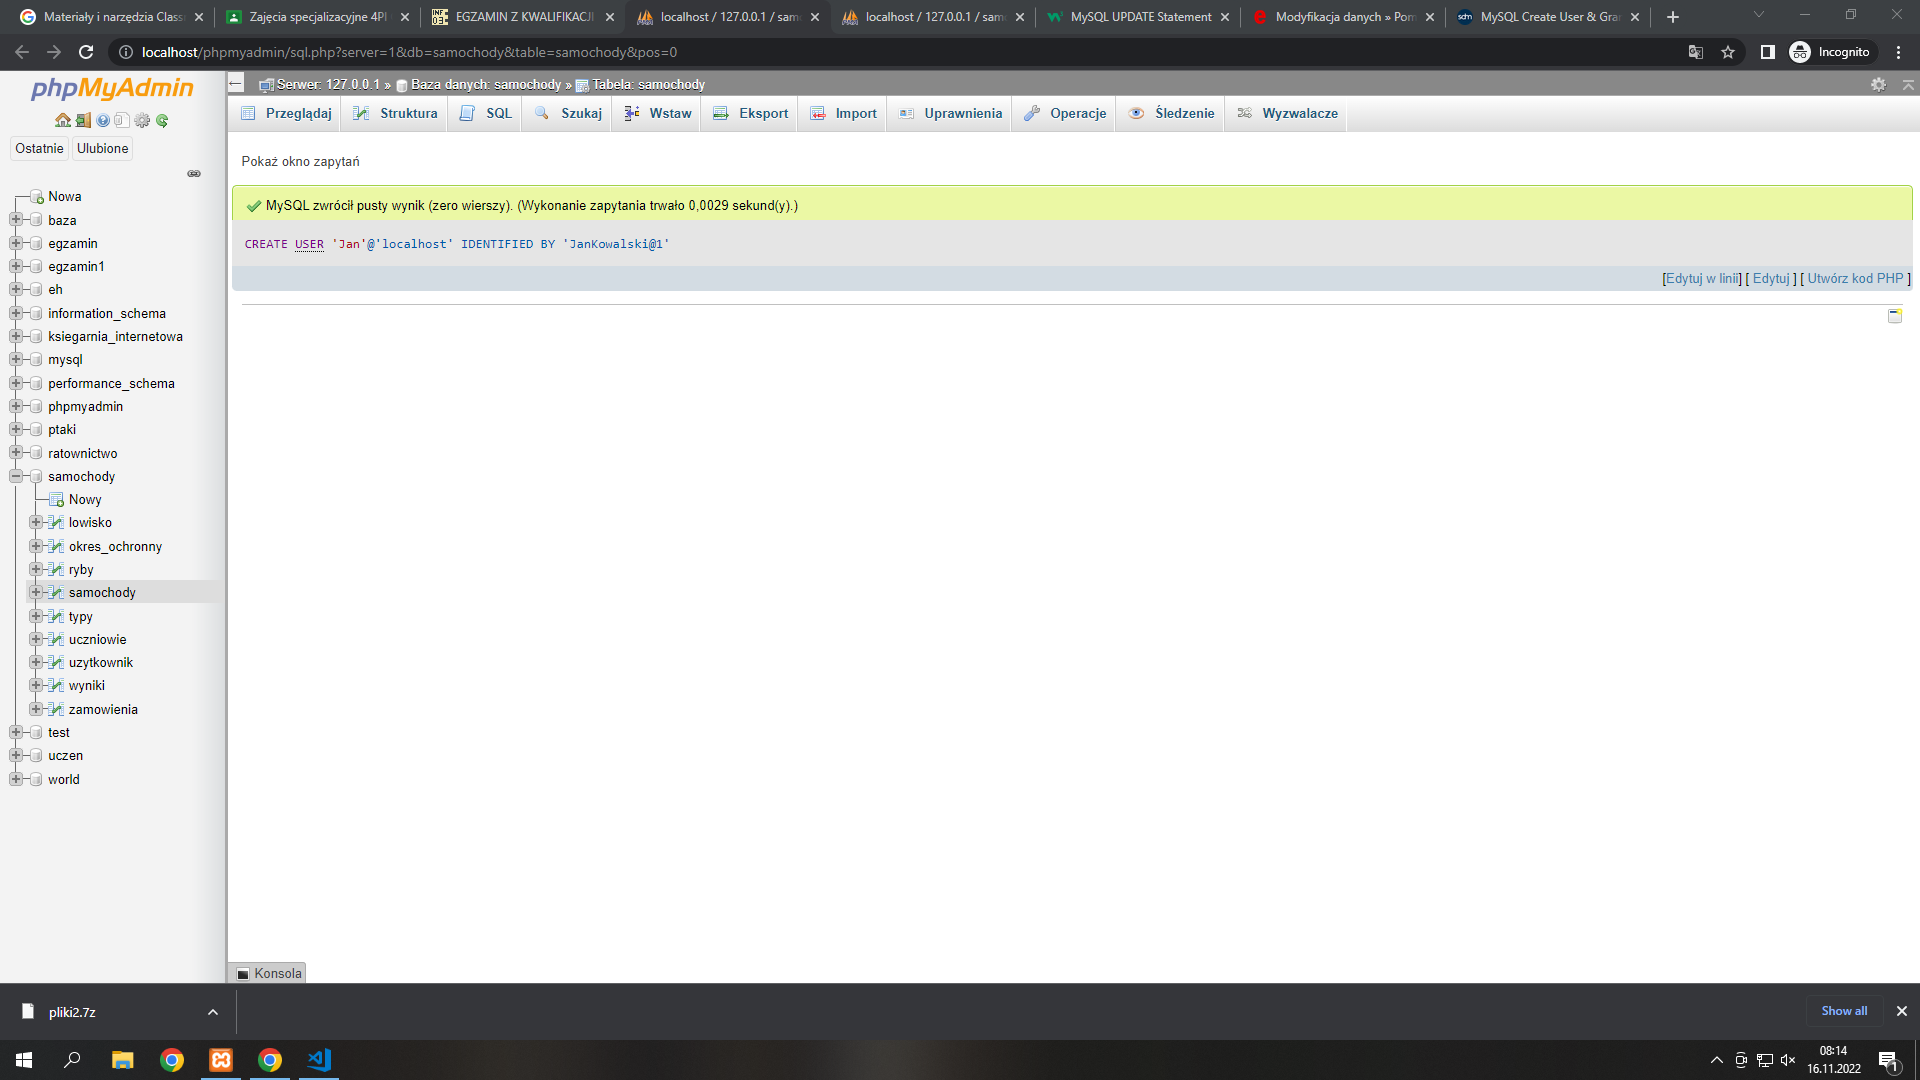 Materiały i narzędzia Class
Zajęcia specjalizacyjne 4PI
EGZAMIN Z KWALIFIKACJI
localhost / 127.0.0.1 / samo
localhost / 127.0.0.1 / samo
MySQL UPDATE Statement
Modyfikacja danych » Pom
MySQL Create User & Gran
localhost/phpmyadmin/sql.php?server=1&db=samochody&table=samochody&pos=0
Incognito
phpMyAdmin
Ostatnie
Ulubione
Nowa
baza
egzamin
egzamin1
eh
information_schema
ksiegarnia_internetowa
mysql
performance_schema
phpmyadmin
ptaki
ratownictwo
samochody
Nowy
lowisko
okres_ochronny
ryby
samochody
typy
uczniowie
uzytkownik
wyniki
zamowienia
test
uczen
world
Serwer: 127.0.0.1 » Baza danych: samochody » Tabela: samochody
Przeglądaj
Struktura
SQL
Szukaj
Wstaw
Eksport
Import
Uprawnienia
Operacje
Śledzenie
Wyzwalacze
Pokaż okno zapytań
MySQL zwrócił pusty wynik (zero wierszy). (Wykonanie zapytania trwało 0,0029 sekund(y).)
CREATE USER 'Jan'@'localhost' IDENTIFIED BY 'JanKowalski@1'
[Edytuj w linii] [ Edytuj ] [ Utwórz kod PHP ]
Konsola
pliki2.7z
Show all
08:14
16.11.2022
1